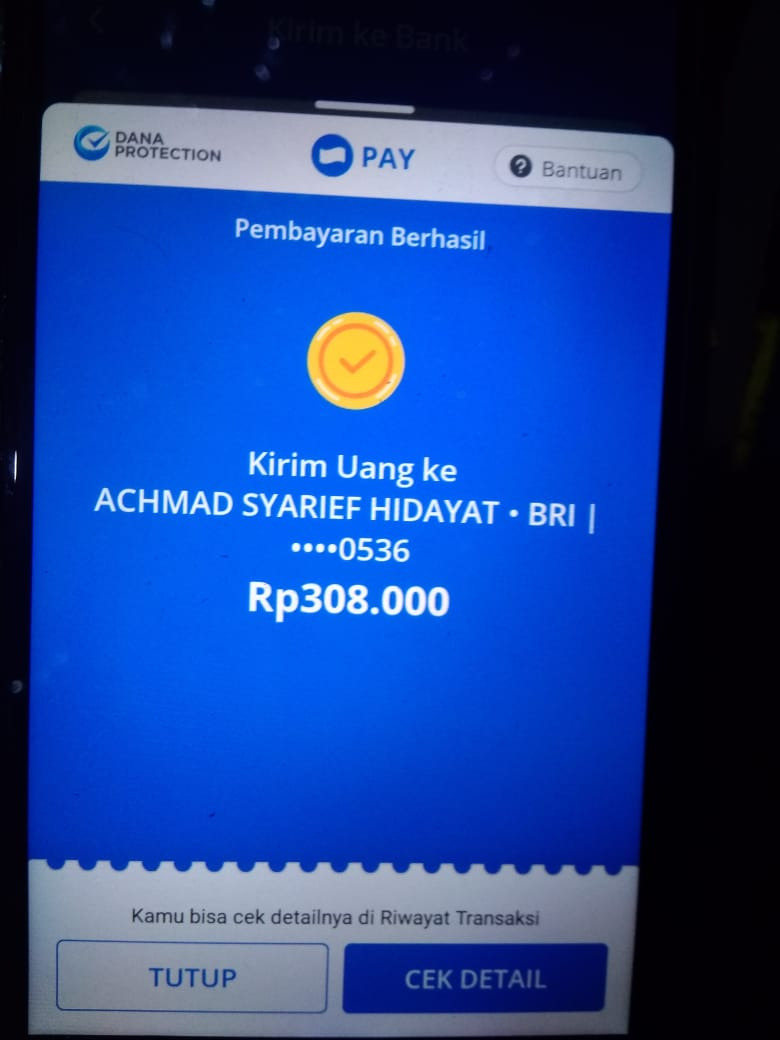 Kirim ke Bank
DANA
PROTECTION
PAY
? Bantuan
Pembayaran Berhasil
Kirim Uang ke
ACHMAD SYARIEF HIDAYAT • BRI |
••••0536
Rp308.000
Kamu bisa cek detailnya di Riwayat Transaksi
TUTUP
CEK DETAIL